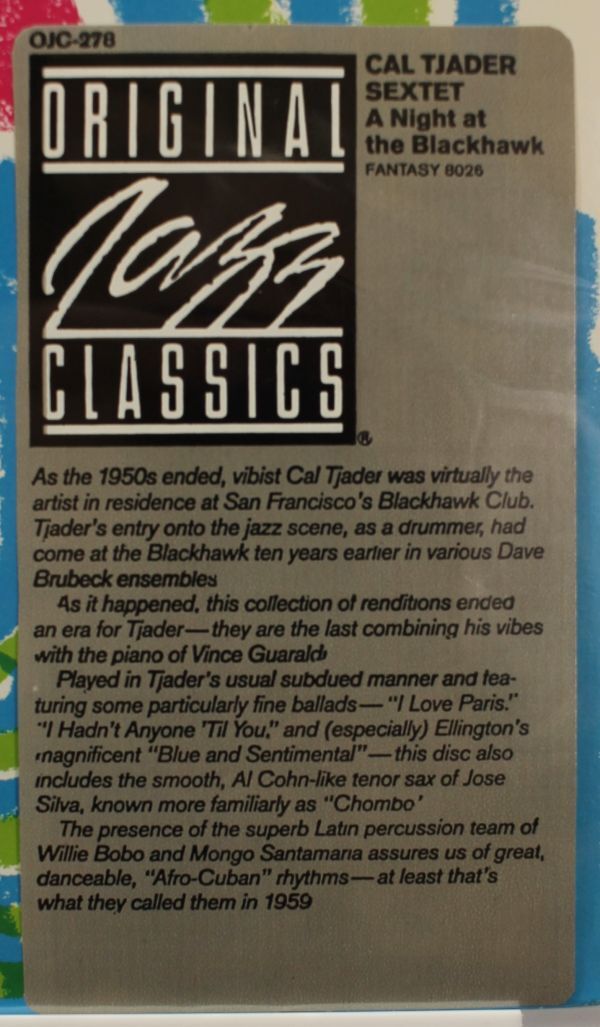 OJC-278
ORIGINAL
Jazz
CLASSICS
®
CAL TJADER
SEXTET
A Night at
the Blackhawk
FANTASY 8026
As the 1950s ended, vibist Cal Tjader was virtually the
artist in residence at San Francisco's Blackhawk Club.
Tjader's entry onto the jazz scene, as a drummer, had
come at the Blackhawk ten years earlier in various Dave
Brubeck ensembles
As it happened, this collection of renditions ended
an era for Tjader—they are the last combining his vibes
with the piano of Vince Guaraldi
Played in Tjader's usual subdued manner and fea-
turing some particularly fine ballads—"I Love Paris."
"I Hadn't Anyone 'Til You," and (especially) Ellington's
magnificent "Blue and Sentimental"—this disc also
includes the smooth, Al Cohn-like tenor sax of Jose
Silva, known more familiarly as "Chombo'
The presence of the superb Latin percussion team of
Willie Bobo and Mongo Santamaria assures us of great,
danceable, "Afro-Cuban" rhythms—at least that's
what they called them in 1959